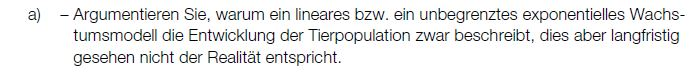 a) – Argumentieren Sie, warum ein lineares bzw. ein unbegrenztes exponentielles Wachs-
tumsmodell die Entwicklung der Tierpopulation zwar beschreibt, dies aber langfristig
gesehen nicht der Realität entspricht.